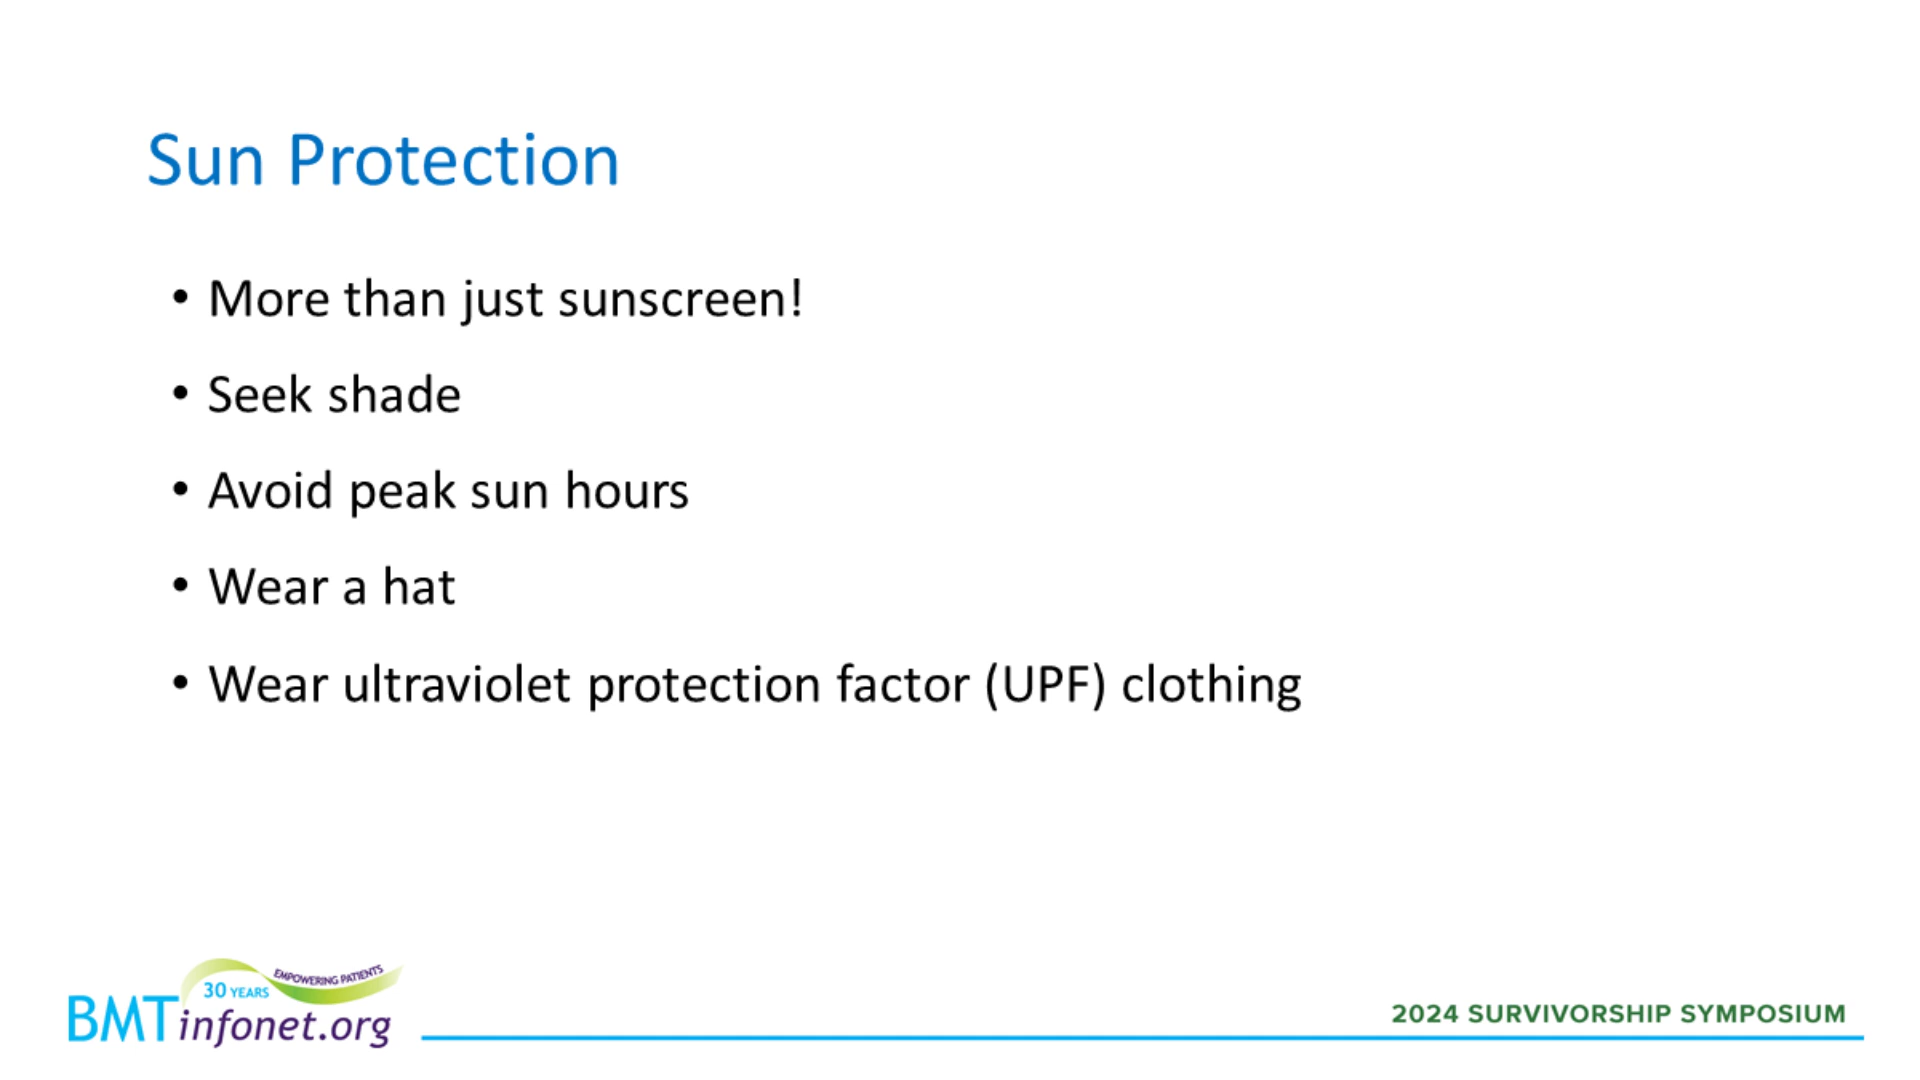 Sun Protection
• More than just sunscreen!
• Seek shade
• Avoid peak sun hours
• Wear a hat
• Wear ultraviolet protection factor (UPF) clothing
EMPOWERING PATIENTS
30 YEARS
BMTinfonet.org
2024 SURVIVORSHIP SYMPOSIUM